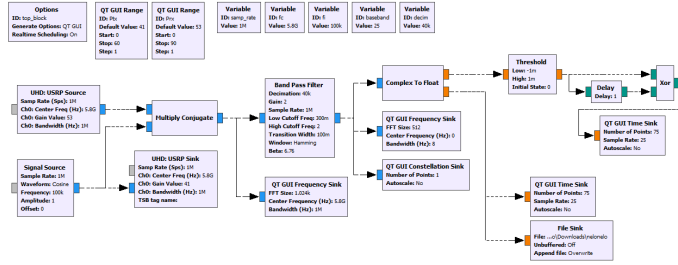 Options
ID: top_block
Generate Options: QT GUI
Realtime Scheduling: On
QT GUI Range
ID: Ptx
Default Value: 41
Start: 0
Stop: 60
Step: 1
QT GUI Range
ID: Prx
Default Value: 53
Start: 0
Stop: 90
Step: 1
Variable
ID: samp_rate
Value: 1M
Variable
ID: fc
Value: 5.8G
Variable
ID: fi
Value: 100k
Variable
ID: baseband
Value: 25
Variable
ID: decim
Value: 40k
UHD: USRP Source
Samp Rate (Sps): 1M
Ch0: Center Freq (Hz): 5.8G
Ch0: Gain Value: 53
Ch0: Bandwidth (Hz): 1M
Signal Source
Sample Rate: 1M
Waveform: Cosine
Frequency: 100k
Amplitude: 1
Offset: 0
Multiply Conjugate
UHD: USRP Sink
Samp Rate (Sps): 1M
Ch0: Center Freq (Hz): 5.8G
Ch0: Gain Value: 41
Ch0: Bandwidth (Hz): 1M
TSB tag name:
Band Pass Filter
Decimation: 40k
Gain: 2
Sample Rate: 1M
Low Cutoff Freq: 300m
High Cutoff Freq: 2
Transition Width: 100m
Window: Hamming
Beta: 6.76
QT GUI Frequency Sink
FFT Size: 1.024k
Center Frequency (Hz): 5.8G
Bandwidth (Hz): 1M
Complex To Float
QT GUI Frequency Sink
FFT Size: 512
Center Frequency (Hz): 0
Bandwidth (Hz): 8
QT GUI Constellation Sink
Number of Points: 1
Autoscale: No
Threshold
Low: -1m
High: 1m
Initial State: 0
Delay
Delay: 1
Xor
QT GUI Time Sink
Number of Points: 75
Sample Rate: 25
Autoscale: No
QT GUI Time Sink
Number of Points: 75
Sample Rate: 25
Autoscale: No
File Sink
File: ...o\Downloads\nelonelo
Unbuffered: Off
Append file: Overwrite